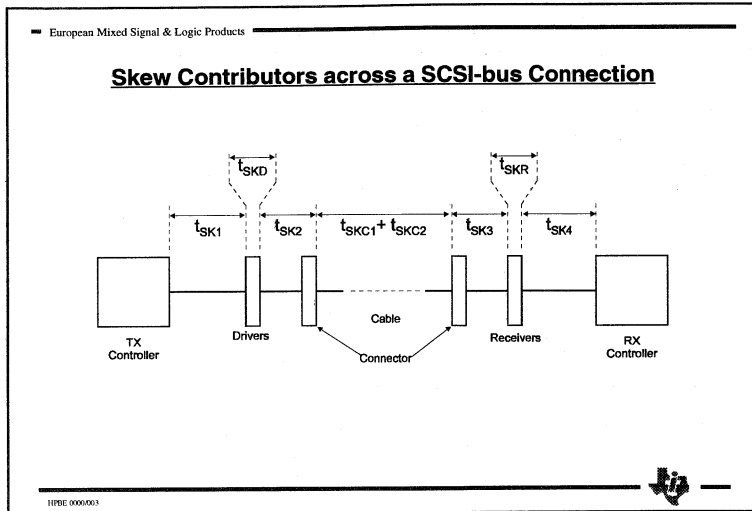 European Mixed Signal & Logic Products
Skew Contributors across a SCSI-bus Connection
tSKD
tSKR
tSK1
tSK2
tSKC1 + tSKC2
tSK3
tSK4
TX
Controller
Drivers
Cable
Connector
Receivers
RX
Controller
HPBE 0000/003